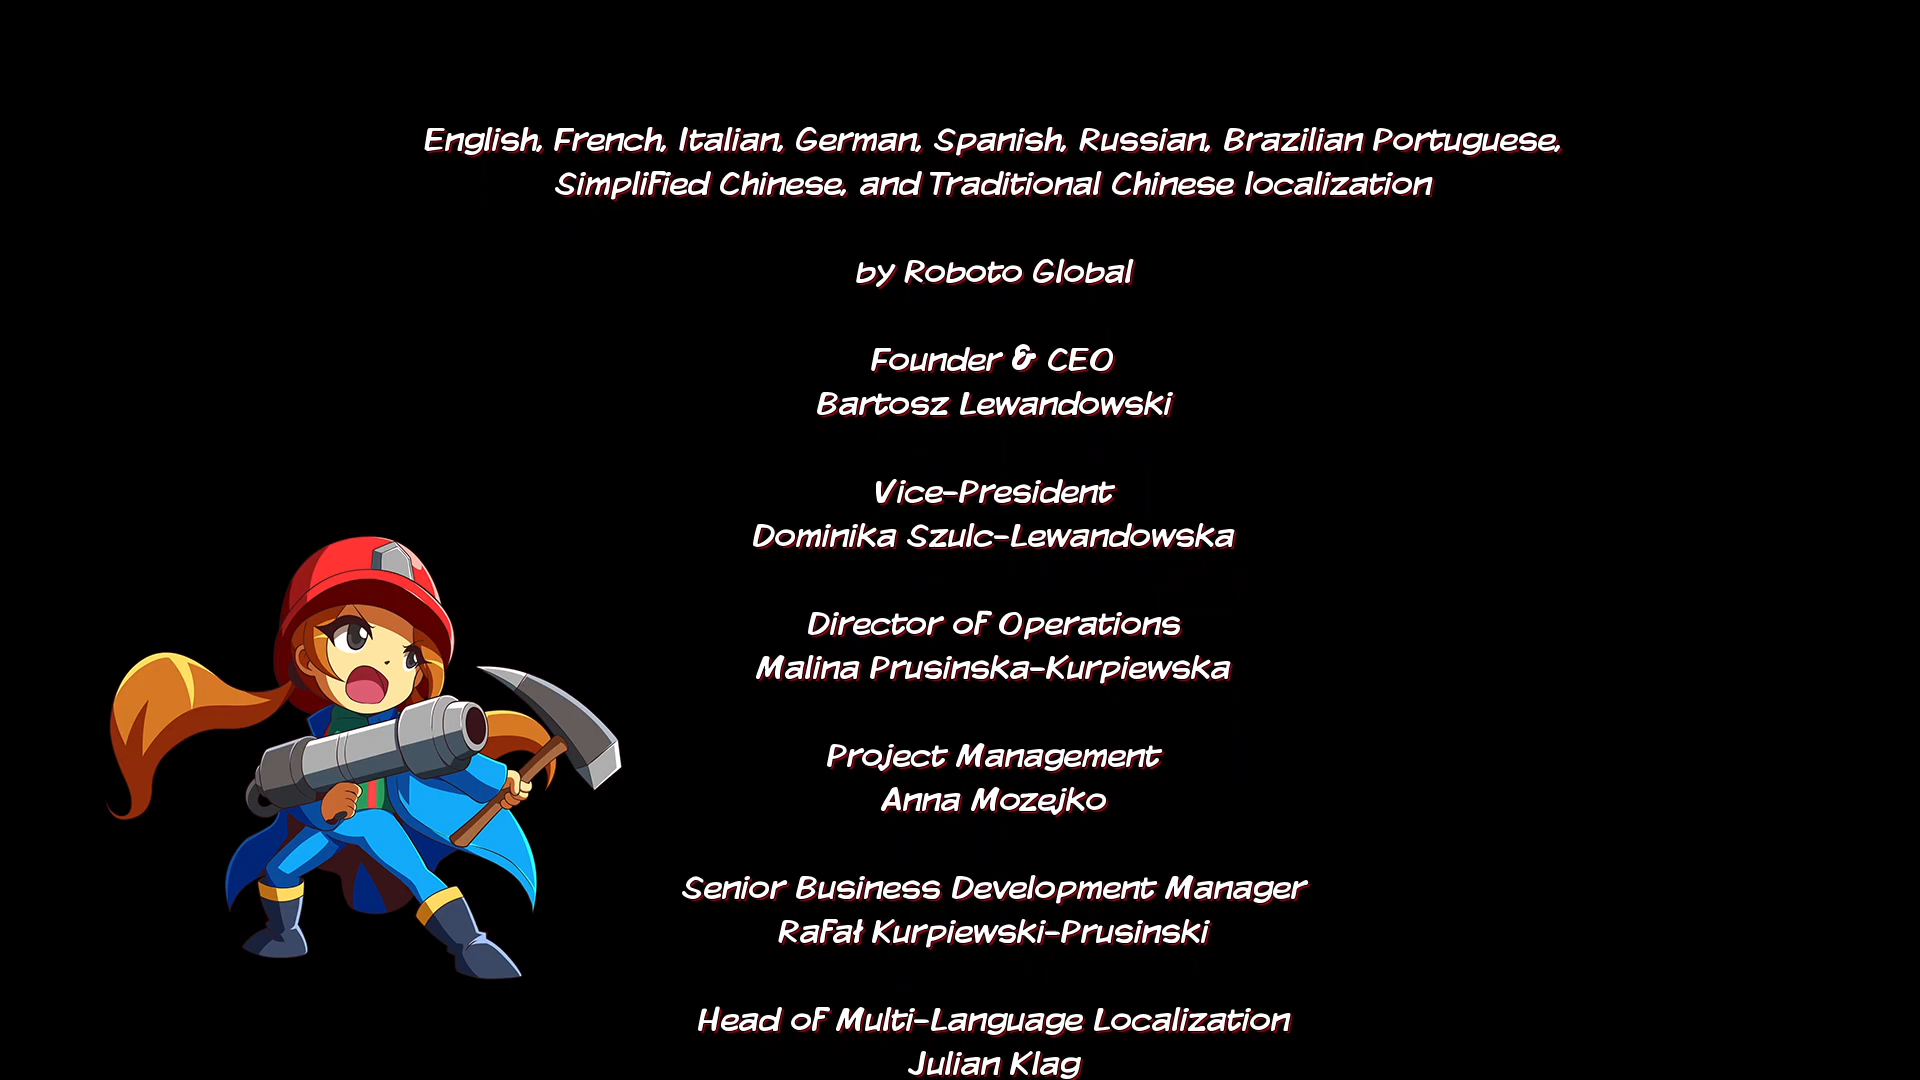 English, French, Italian, German, Spanish, Russian, Brazilian Portuguese,
Simplified Chinese, and Traditional Chinese localization
by Roboto Global
Founder & CEO
Bartosz Lewandowski
Vice-President
Dominika Szulc-Lewandowska
Director of Operations
Malina Prusinska-Kurpiewska
Project Management
Anna Mozejko
Senior Business Development Manager
Rafał Kurpiewski-Prusinski
Head of Multi-Language Localization
Julian Klag